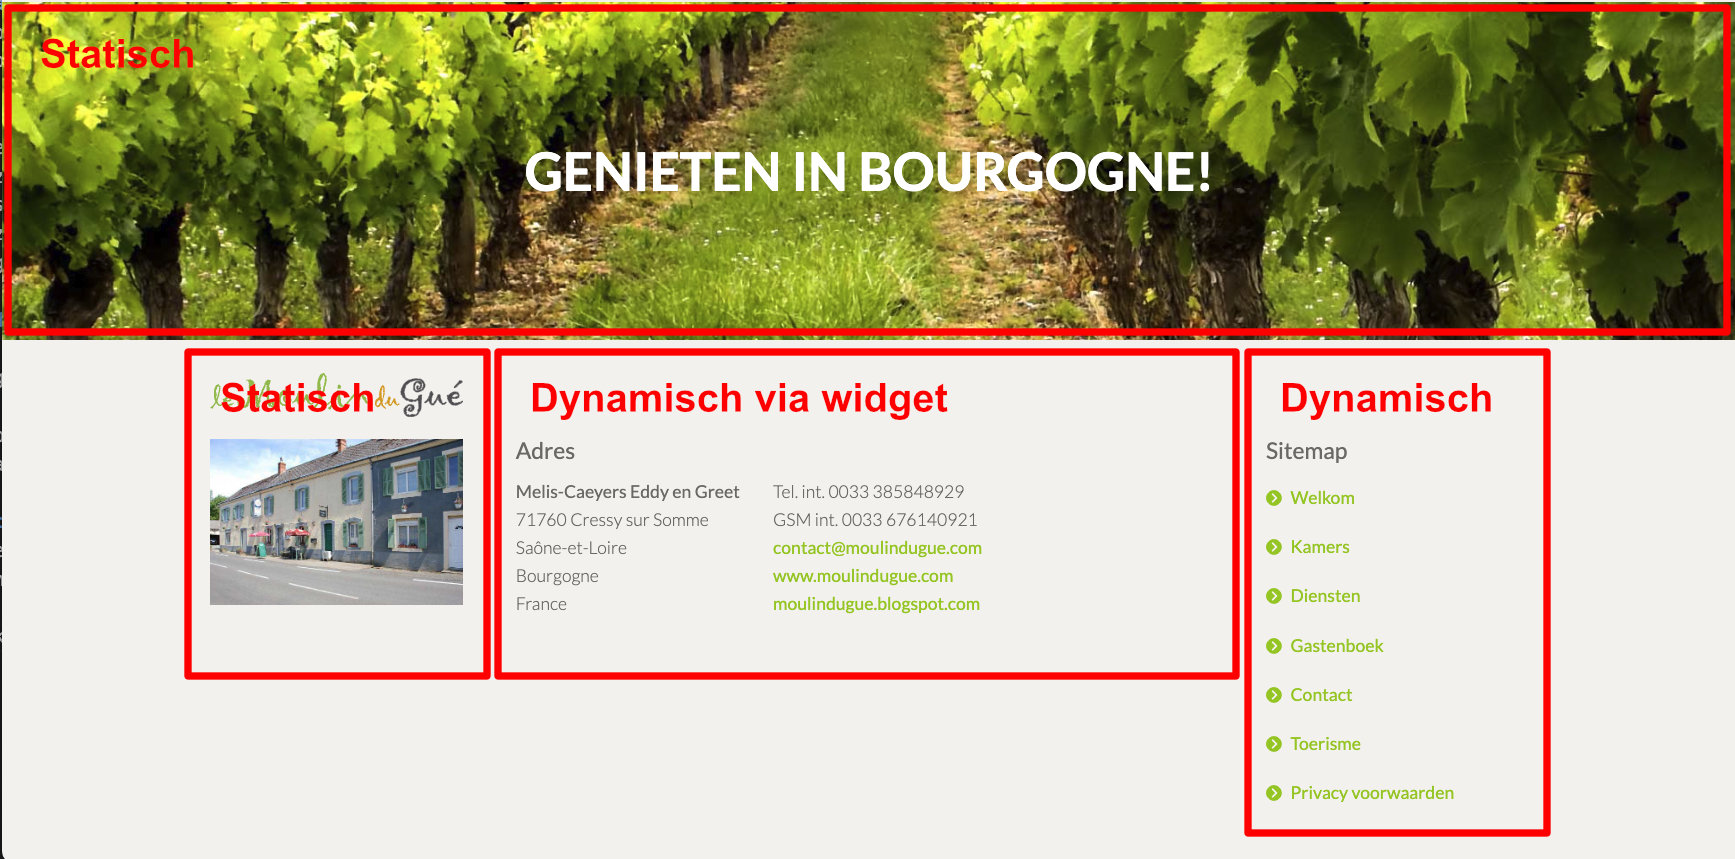 Statisch
GENIETEN IN BOURGOGNE!
Statisch
le Moulin du Gué
Dynamisch via widget
Adres
Melis-Caeyers Eddy en Greet
71760 Cressy sur Somme
Saône-et-Loire
Bourgogne
France
Tel. int. 0033 385848929
GSM int. 0033 676140921
contact@moulindugue.com
www.moulindugue.com
moulindugue.blogspot.com
Dynamisch
Sitemap
Welkom
Kamers
Diensten
Gastenboek
Contact
Toerisme
Privacy voorwaarden